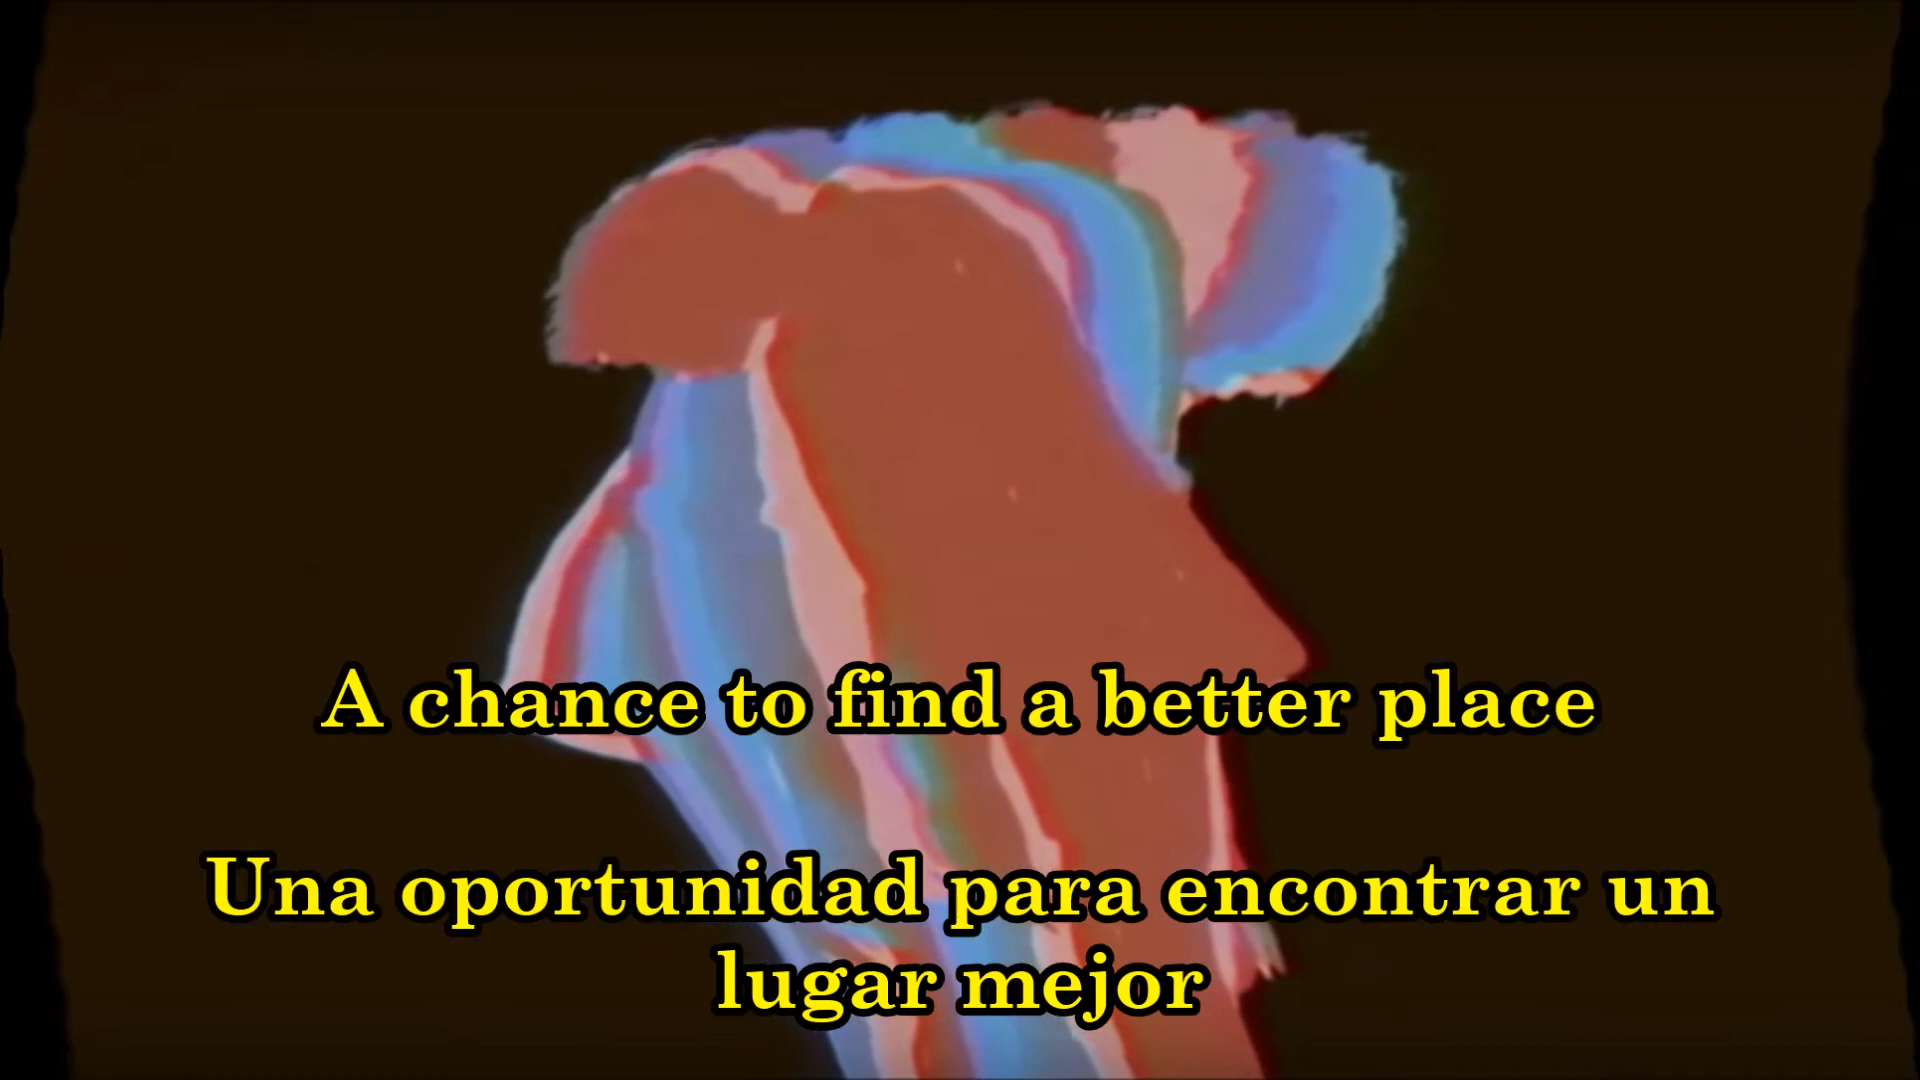 A chance to find a better place
Una oportunidad para encontrar un
lugar mejor